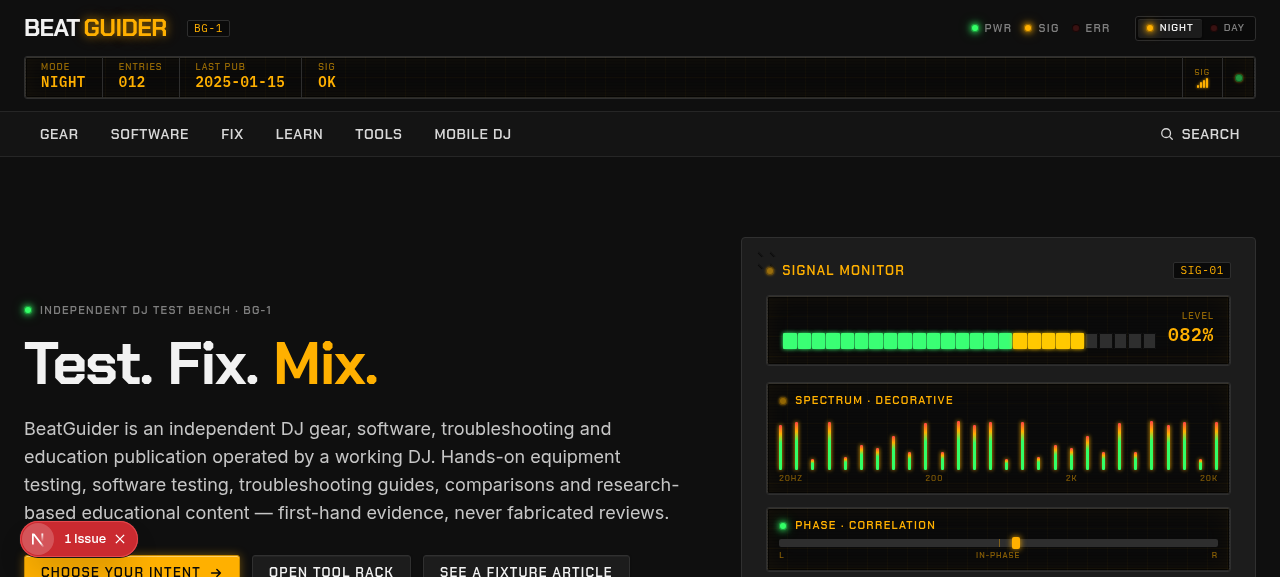 BEAT GUIDER BG-1 PWR SIG ERR NIGHT DAY
MODE ENTRIES LAST PUB SIG SIG
NIGHT 012 2025-01-15 OK
GEAR SOFTWARE FIX LEARN TOOLS MOBILE DJ SEARCH
INDEPENDENT DJ TEST BENCH · BG-1
Test. Fix. Mix.
BeatGuider is an independent DJ gear, software, troubleshooting and
education publication operated by a working DJ. Hands-on equipment
testing, software testing, troubleshooting guides, comparisons and research-
based educational content — first-hand evidence, never fabricated reviews.
CHOOSE YOUR INTENT → OPEN TOOL RACK SEE A FIXTURE ARTICLE
N 1 Issue
SIGNAL MONITOR SIG-01
LEVEL
082%
SPECTRUM · DECORATIVE
20HZ 200 2K 20K
PHASE · CORRELATION
L IN-PHASE R